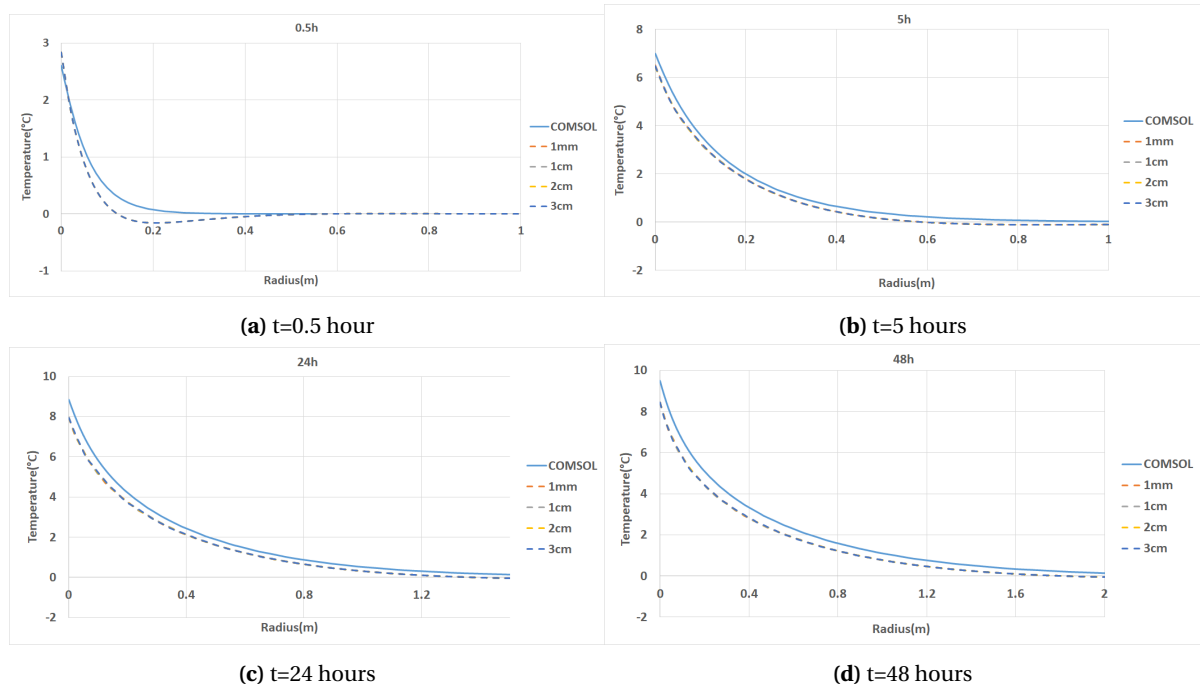 0.5h
Temperature(°C)
3
2
1
0
-1
0
0.2
0.4
0.6
0.8
1
Radius(m)
COMSOL
1mm
1cm
2cm
3cm
(a) t=0.5 hour
5h
Temperature(°C)
8
6
4
2
0
-2
0
0.2
0.4
0.6
0.8
1
Radius(m)
COMSOL
1mm
1cm
2cm
3cm
(b) t=5 hours
24h
Temperature(°C)
10
8
6
4
2
0
-2
0
0.4
0.8
1.2
Radius(m)
COMSOL
1mm
1cm
2cm
3cm
(c) t=24 hours
48h
Temperature(°C)
10
8
6
4
2
0
-2
0
0.4
0.8
1.2
1.6
2
Radius(m)
COMSOL
1mm
1cm
2cm
3cm
(d) t=48 hours